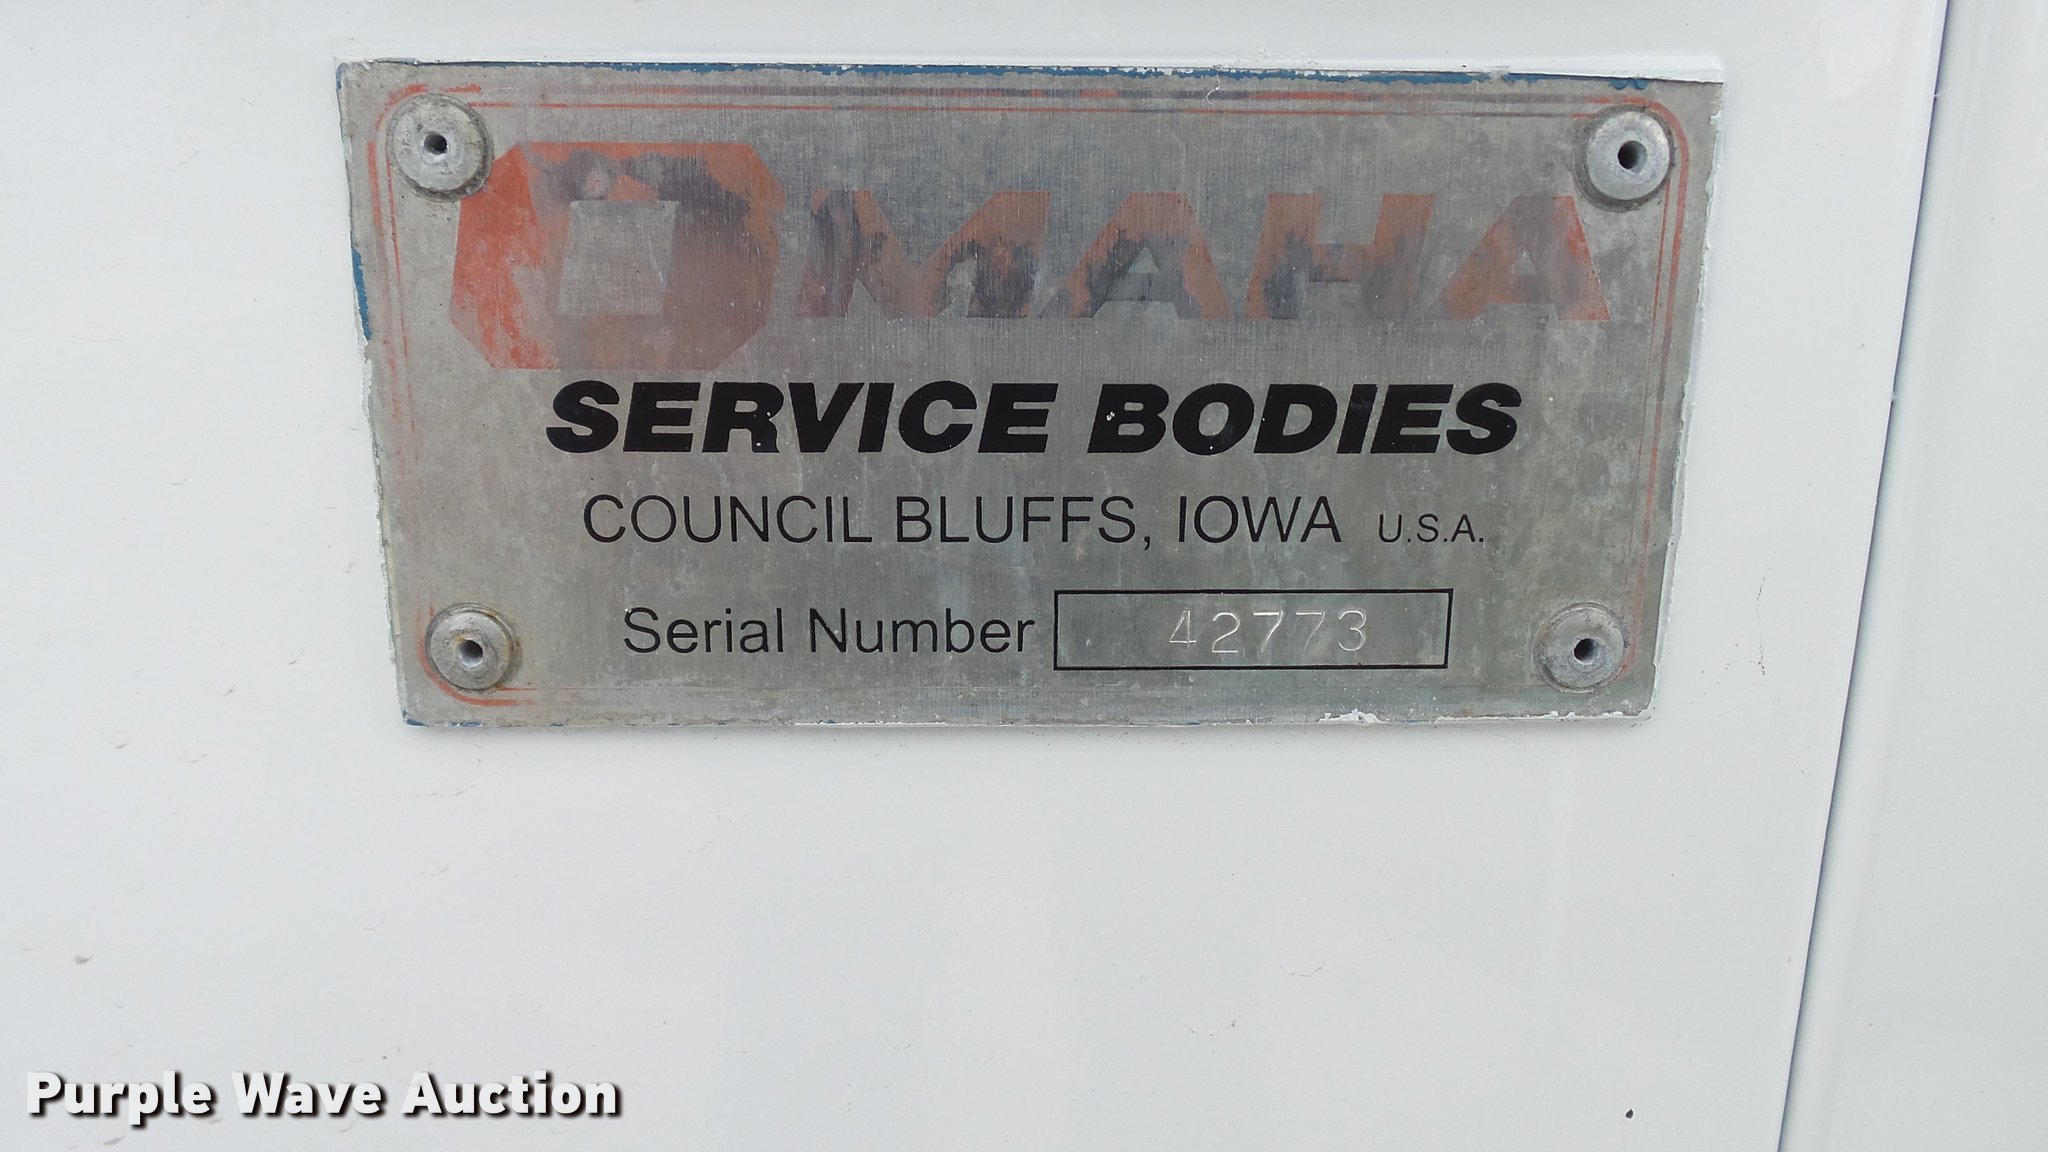 OMAHA
SERVICE BODIES
COUNCIL BLUFFS, IOWA U.S.A.
Serial Number 42773
Purple Wave Auction